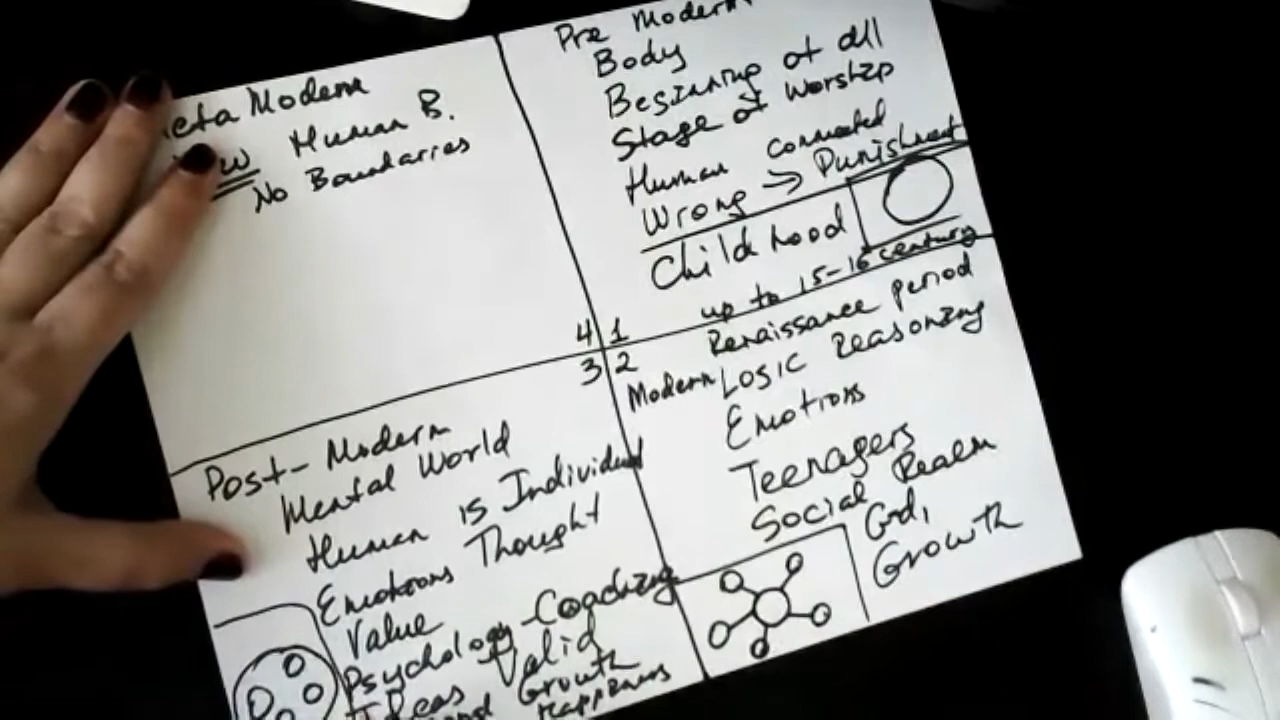 Pre Modern
Body
Beginning of all
Stage of worship
Human connected
Wrong → Punishment
Childhood
up to 15-16 century
1
2
Renaissance period
Modern Logic Reasoning
Emotions
Teenagers
Social Realm
God,
Growth
3
Post-Modern
Mental World
Human is Individual
Emotions Thought
Value
Psychology-Coaching
Ideas Valid
Growth
Happens
4
eta Modern
Human B.
No Boundaries